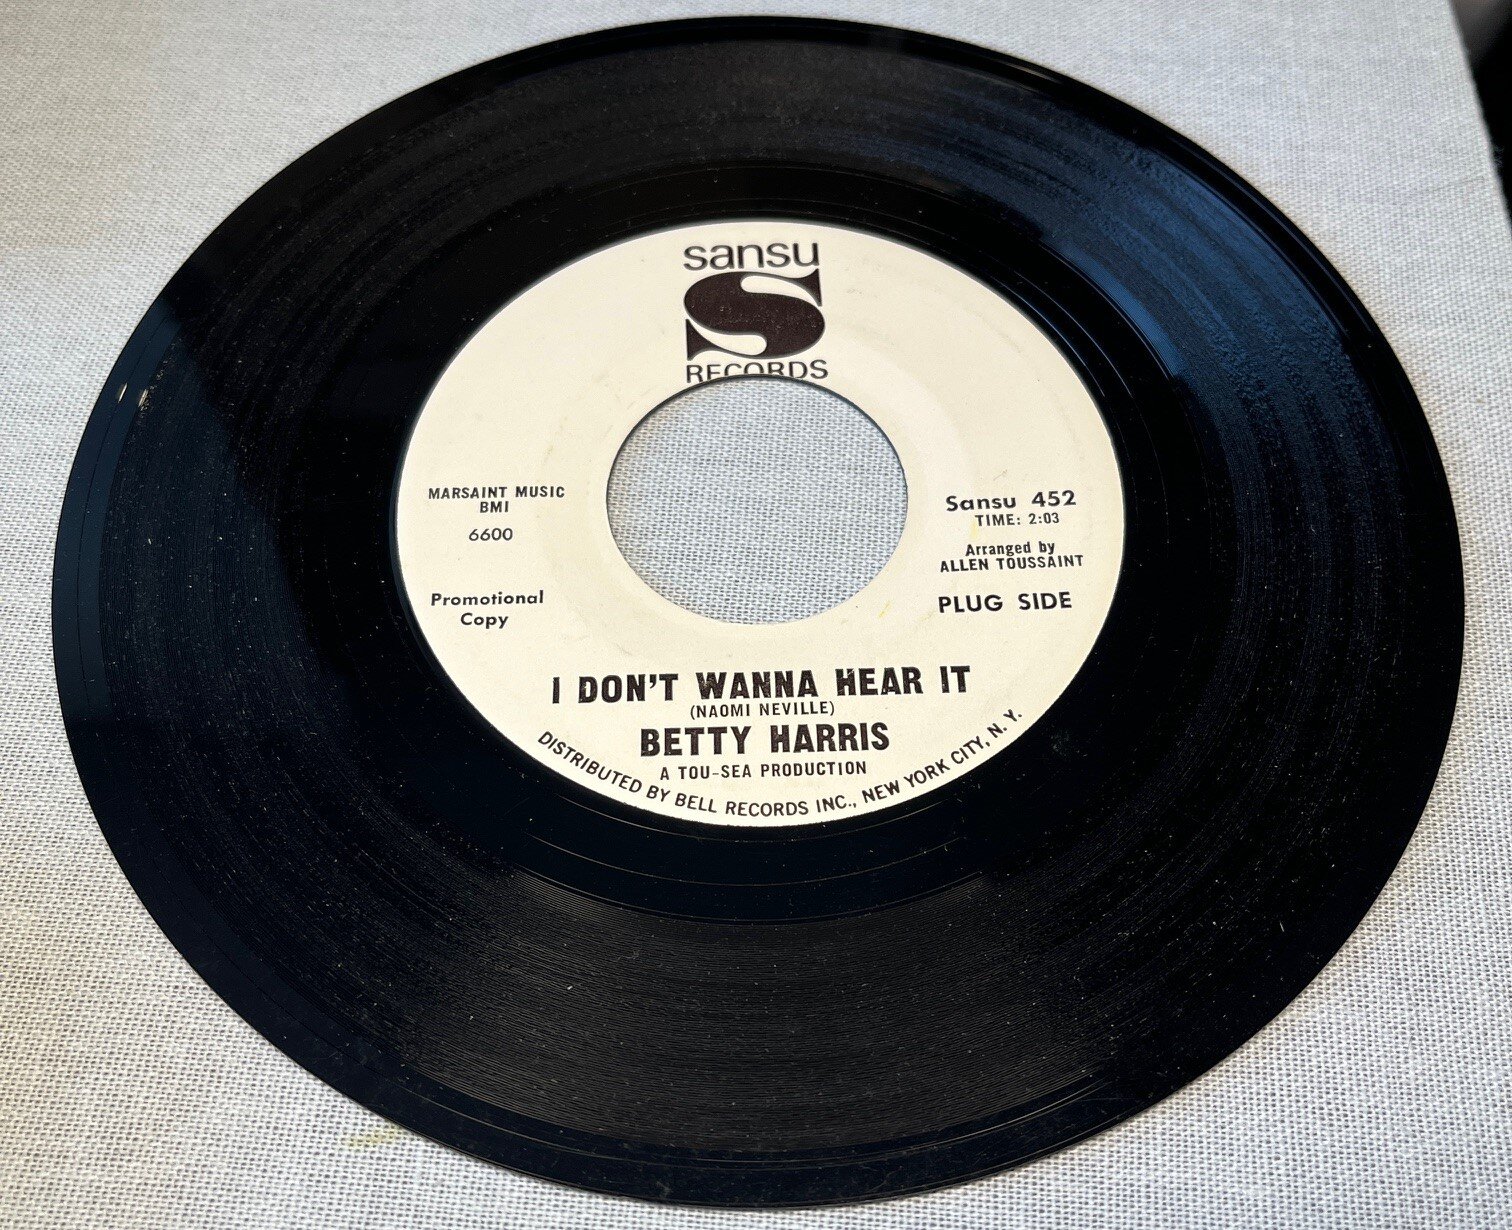 sansu
S
RECORDS
MARSAINT MUSIC
BMI
6600
Promotional
Copy
Sansu 452
TIME: 2:03
Arranged by
ALLEN TOUSSAINT
PLUG SIDE
I DON'T WANNA HEAR IT
(NAOMI NEVILLE)
BETTY HARRIS
A TOU-SEA PRODUCTION
DISTRIBUTED BY BELL RECORDS INC., NEW YORK CITY, N. Y.